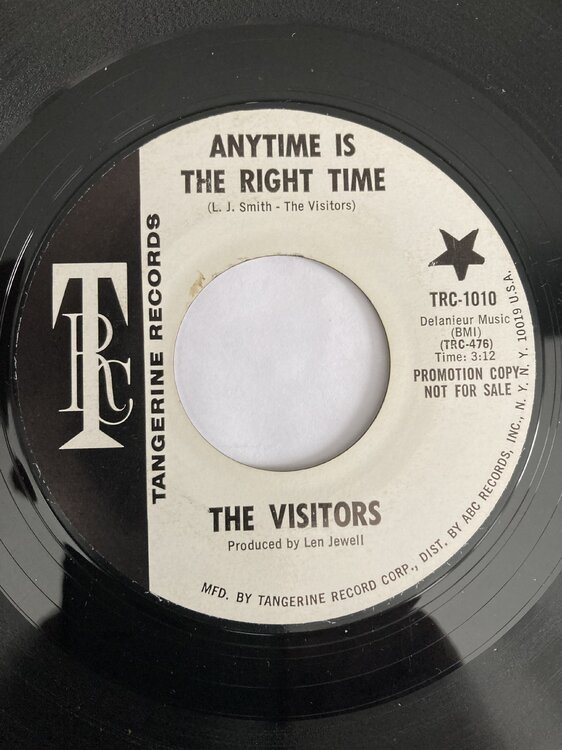 ANYTIME IS
THE RIGHT TIME
(L. J. Smith - The Visitors)
TRC
TANGERINE RECORDS
TRC-1010
Delanieur Music
(BMI)
(TRC-476)
Time: 3:12
PROMOTION COPY
NOT FOR SALE
THE VISITORS
Produced by Len Jewell
MFD. BY TANGERINE RECORD CORP., DIST. BY ABC RECORDS, INC., N. Y., N. Y. 10019 U.S.A.